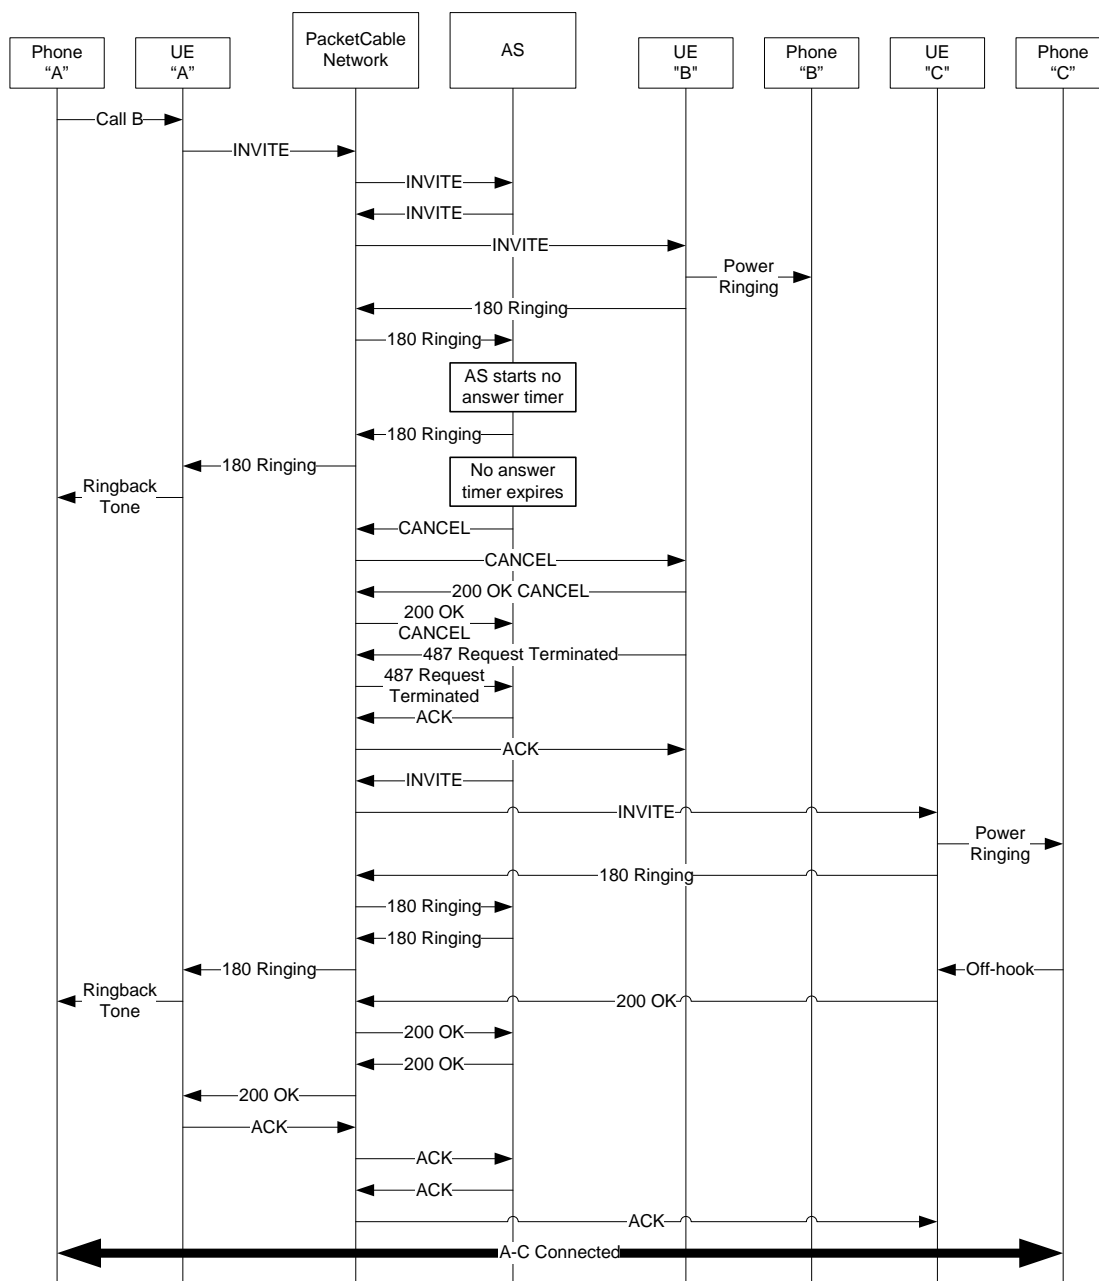 Phone
“A”
UE
“A”
PacketCable
Network
AS
UE
"B"
Phone
“B”
UE
"C"
Phone
“C”
Call B
INVITE
INVITE
INVITE
INVITE
Power
Ringing
180 Ringing
180 Ringing
AS starts no
answer timer
180 Ringing
180 Ringing
No answer
timer expires
Ringback
Tone
CANCEL
CANCEL
200 OK CANCEL
200 OK
CANCEL
487 Request Terminated
487 Request
Terminated
ACK
ACK
INVITE
INVITE
Power
Ringing
180 Ringing
180 Ringing
180 Ringing
180 Ringing
Off-hook
Ringback
Tone
200 OK
200 OK
200 OK
200 OK
ACK
ACK
ACK
ACK
A-C Connected